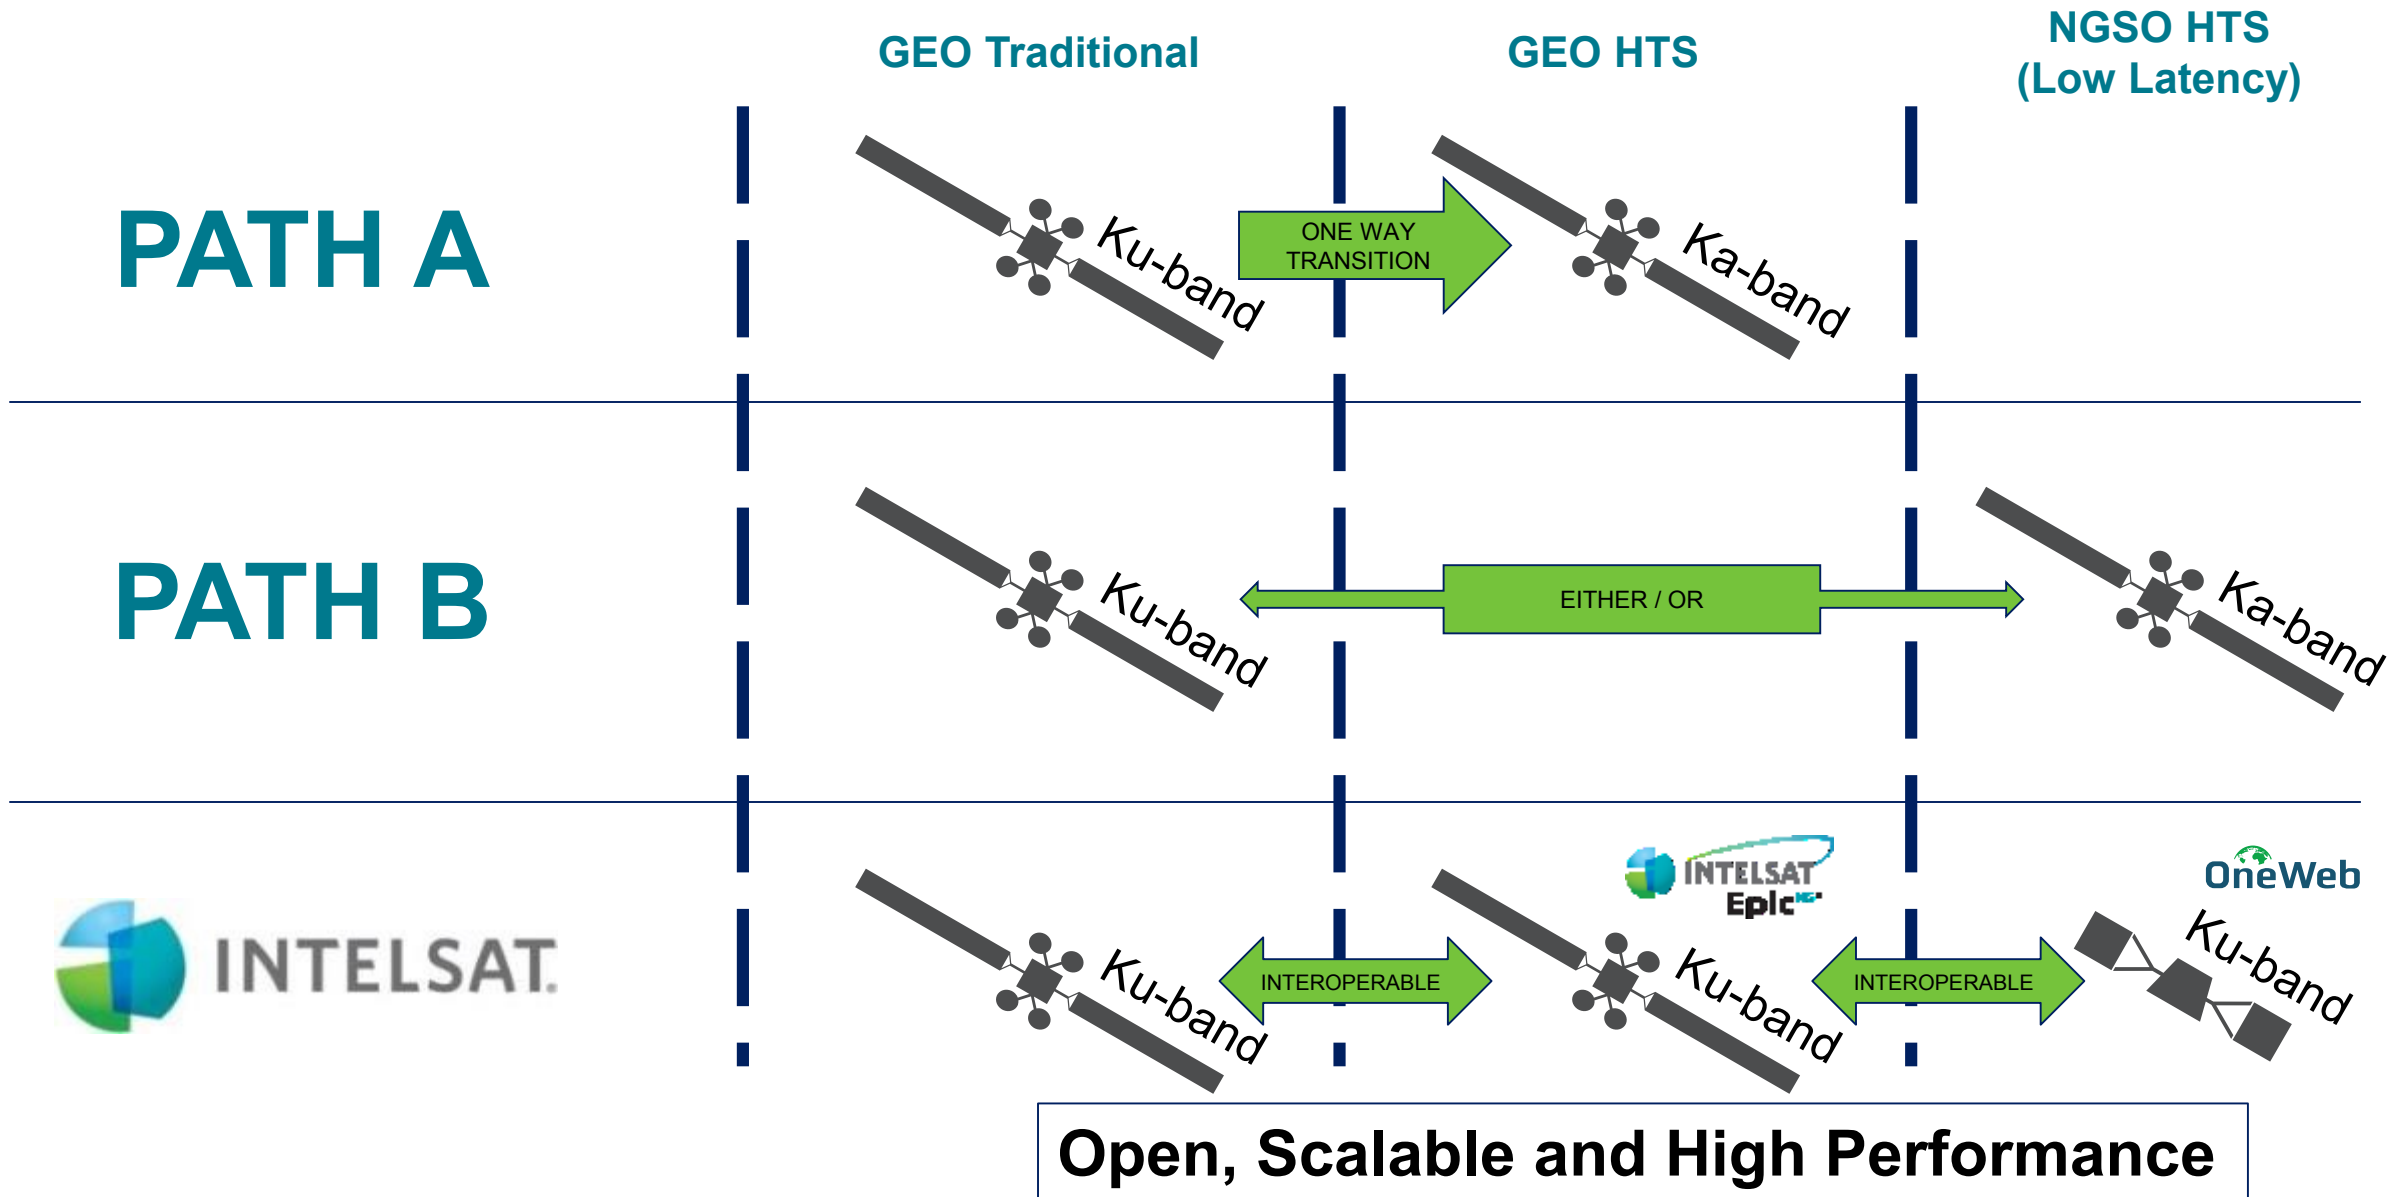 GEO Traditional
GEO HTS
NGSO HTS
(Low Latency)
PATH A
Ku-band
ONE WAY
TRANSITION
Ka-band
PATH B
Ku-band
EITHER / OR
Ka-band
INTELSAT.
Ku-band
INTEROPERABLE
INTELSAT
Epic NG
Ku-band
INTEROPERABLE
OneWeb
Ku-band
Open, Scalable and High Performance